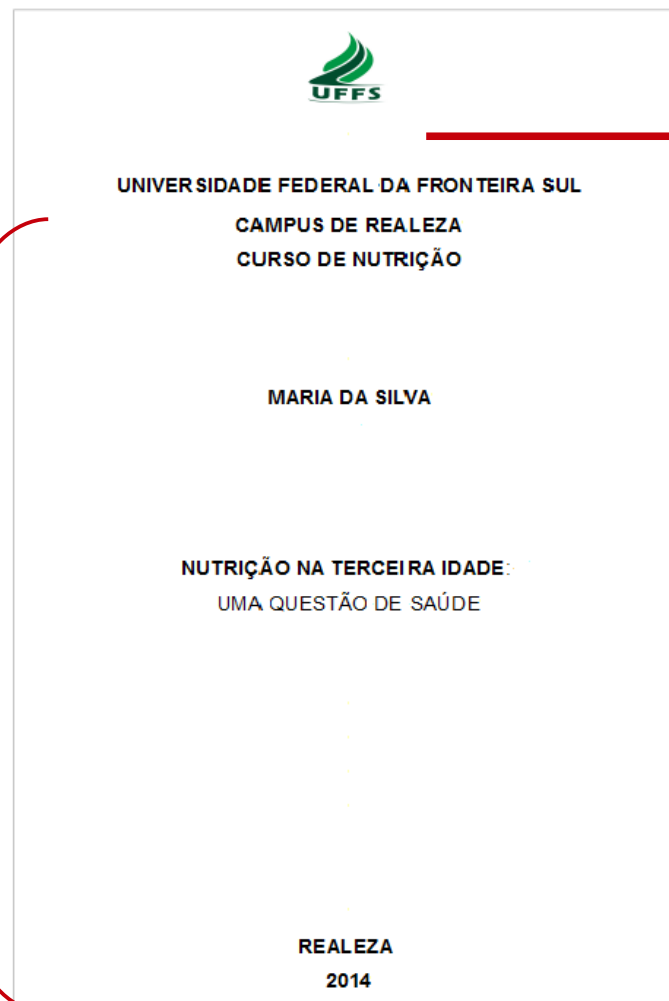 UFFS
UNIVERSIDADE FEDERAL DA FRONTEIRA SUL
CAMPUS DE REALEZA
CURSO DE NUTRIÇÃO
MARIA DA SILVA
NUTRIÇÃO NA TERCEIRA IDADE:
UMA QUESTÃO DE SAÚDE
REALEZA
2014